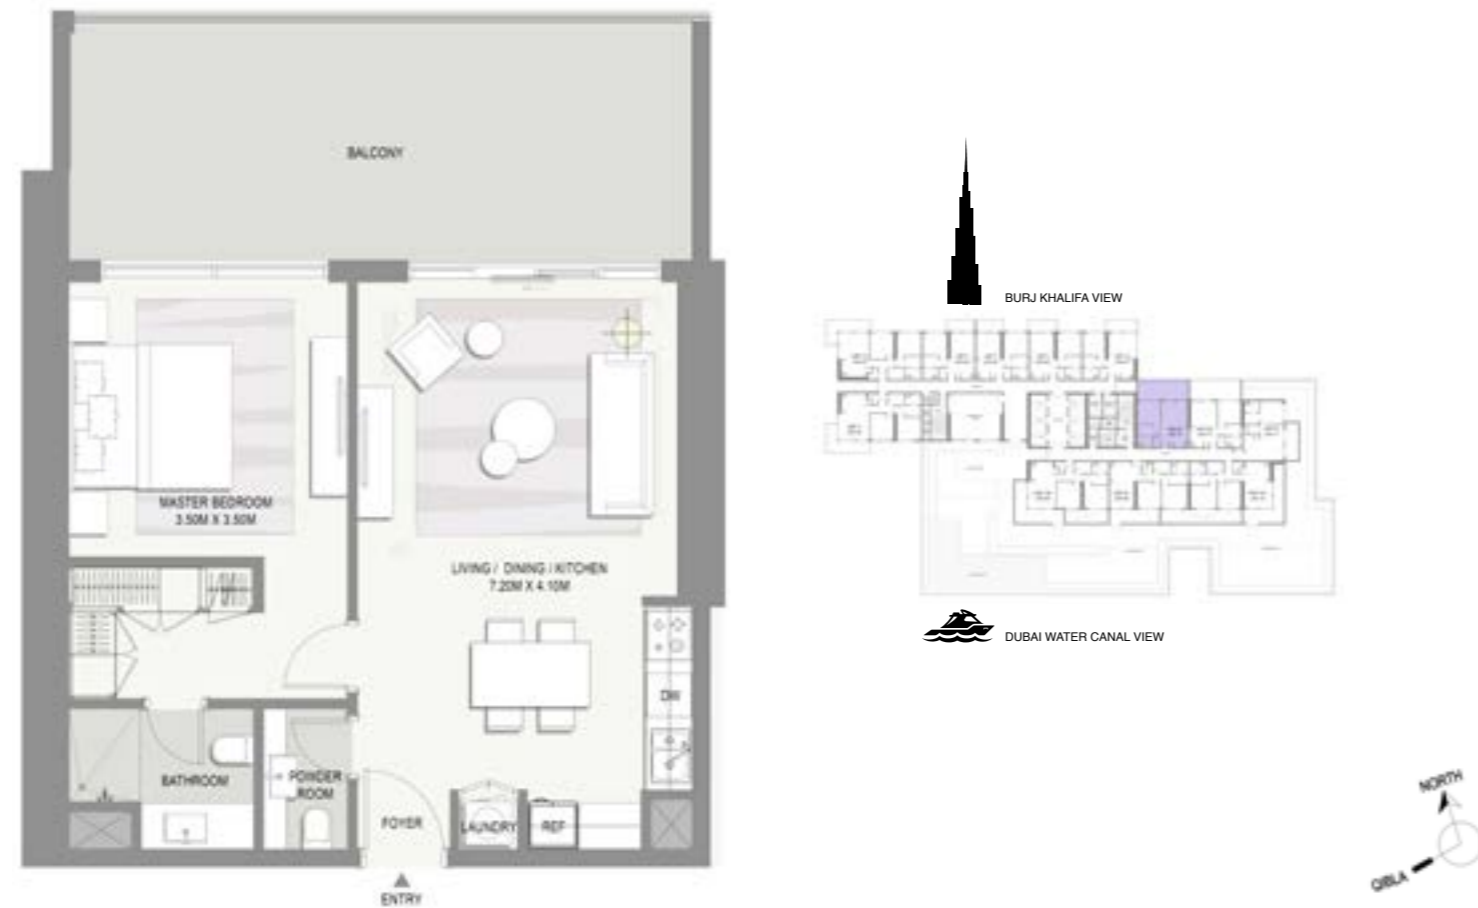 BALCONY
MASTER BEDROOM
3.50M X 3.50M
LIVING / DINING / KITCHEN
7.20M X 4.10M
DW
BATHROOM
POWDER
ROOM
FOYER
LAUNDRY
REF
ENTRY
BURJ KHALIFA VIEW
DUBAI WATER CANAL VIEW
NORTH
QIBLA